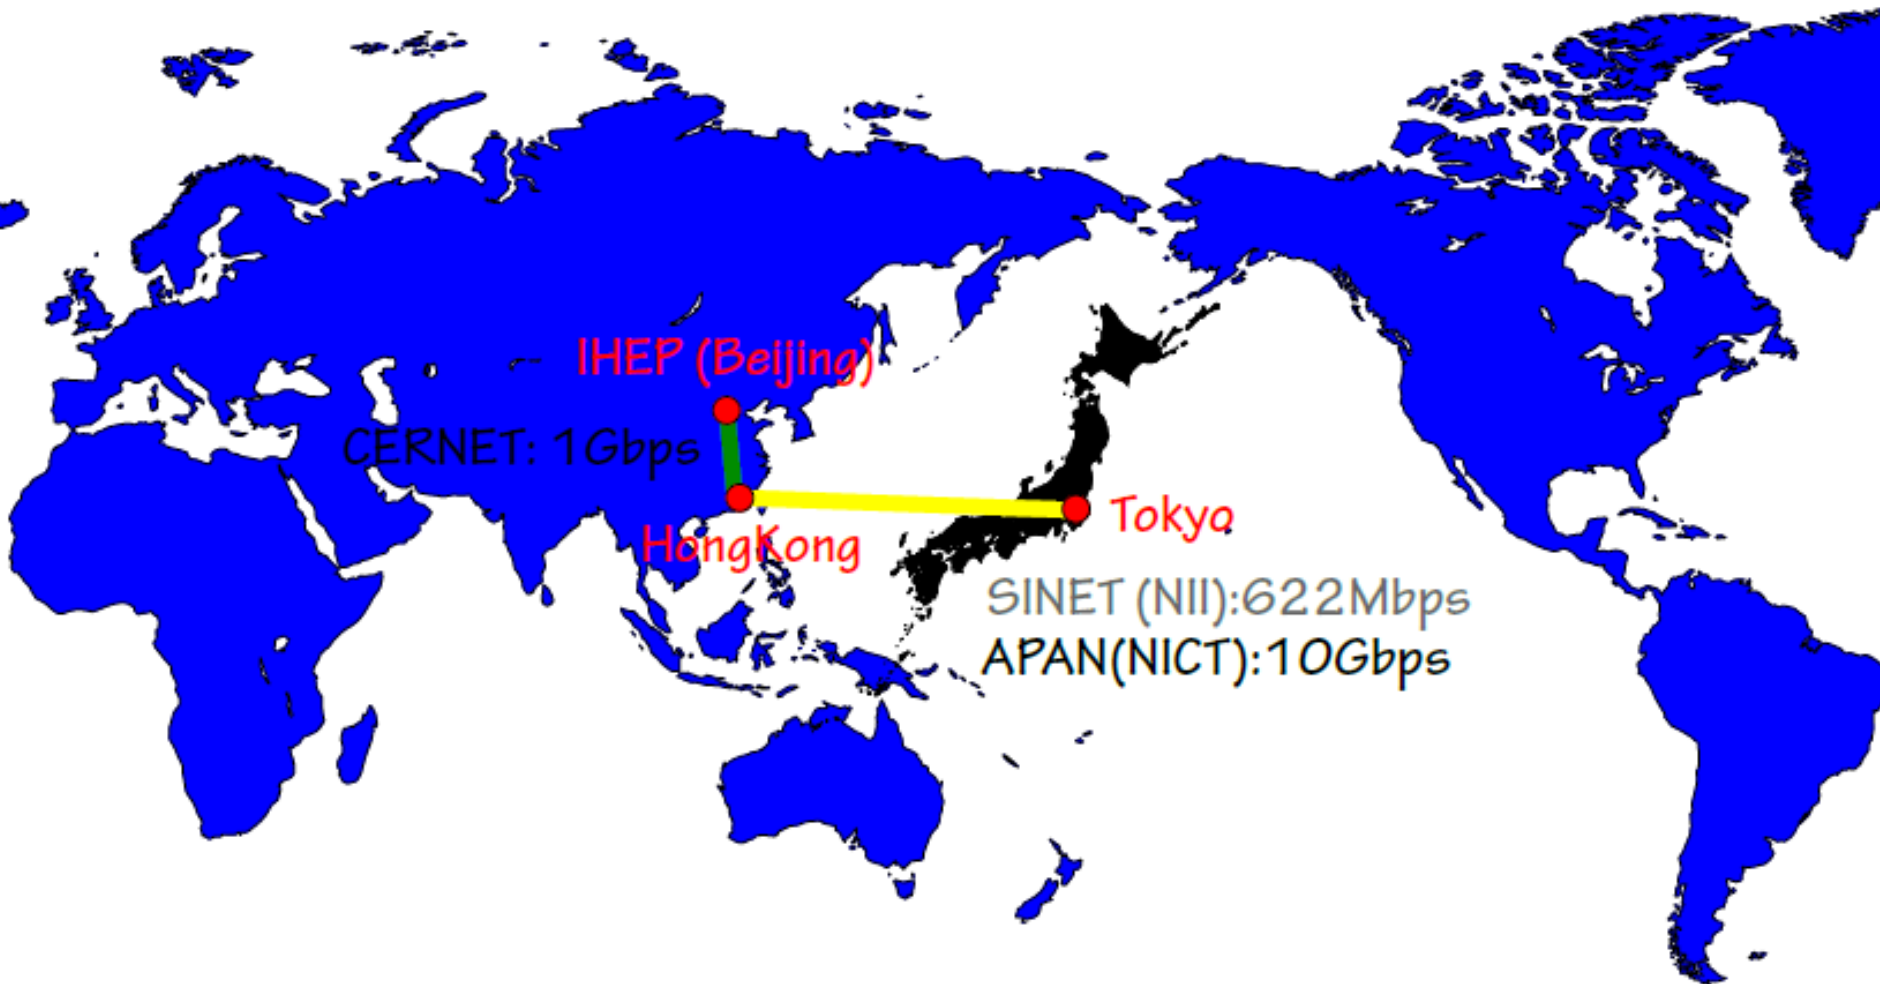 IHEP (Beijing)
CERNET: 1Gbps
HongKong
Tokyo
SINET (NII):622Mbps
APAN(NICT):10Gbps